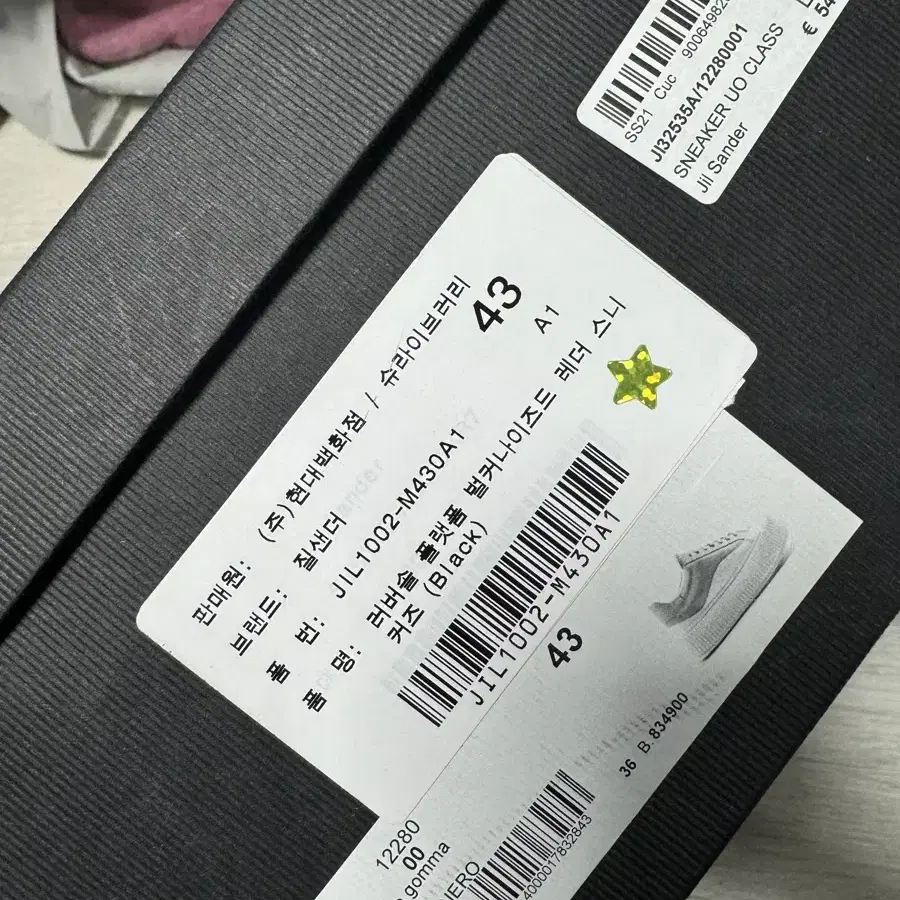 SS21 Cuc 90064982
JI32535A/12280001
SNEAKER UO CLASS
Jil Sander
€ 54
43
A1
판매원: (주)현대백화점 / 슈라이브러리
브랜드: 질샌더
품 번: JIL1002-M430A1
품 명: 러버솔 플랫폼 벌커나이즈드 레더 스니
커즈 (Black)
JIL1002-M430A1
43
36 B.834900
12280
00
gomma
NERO
4000017832843